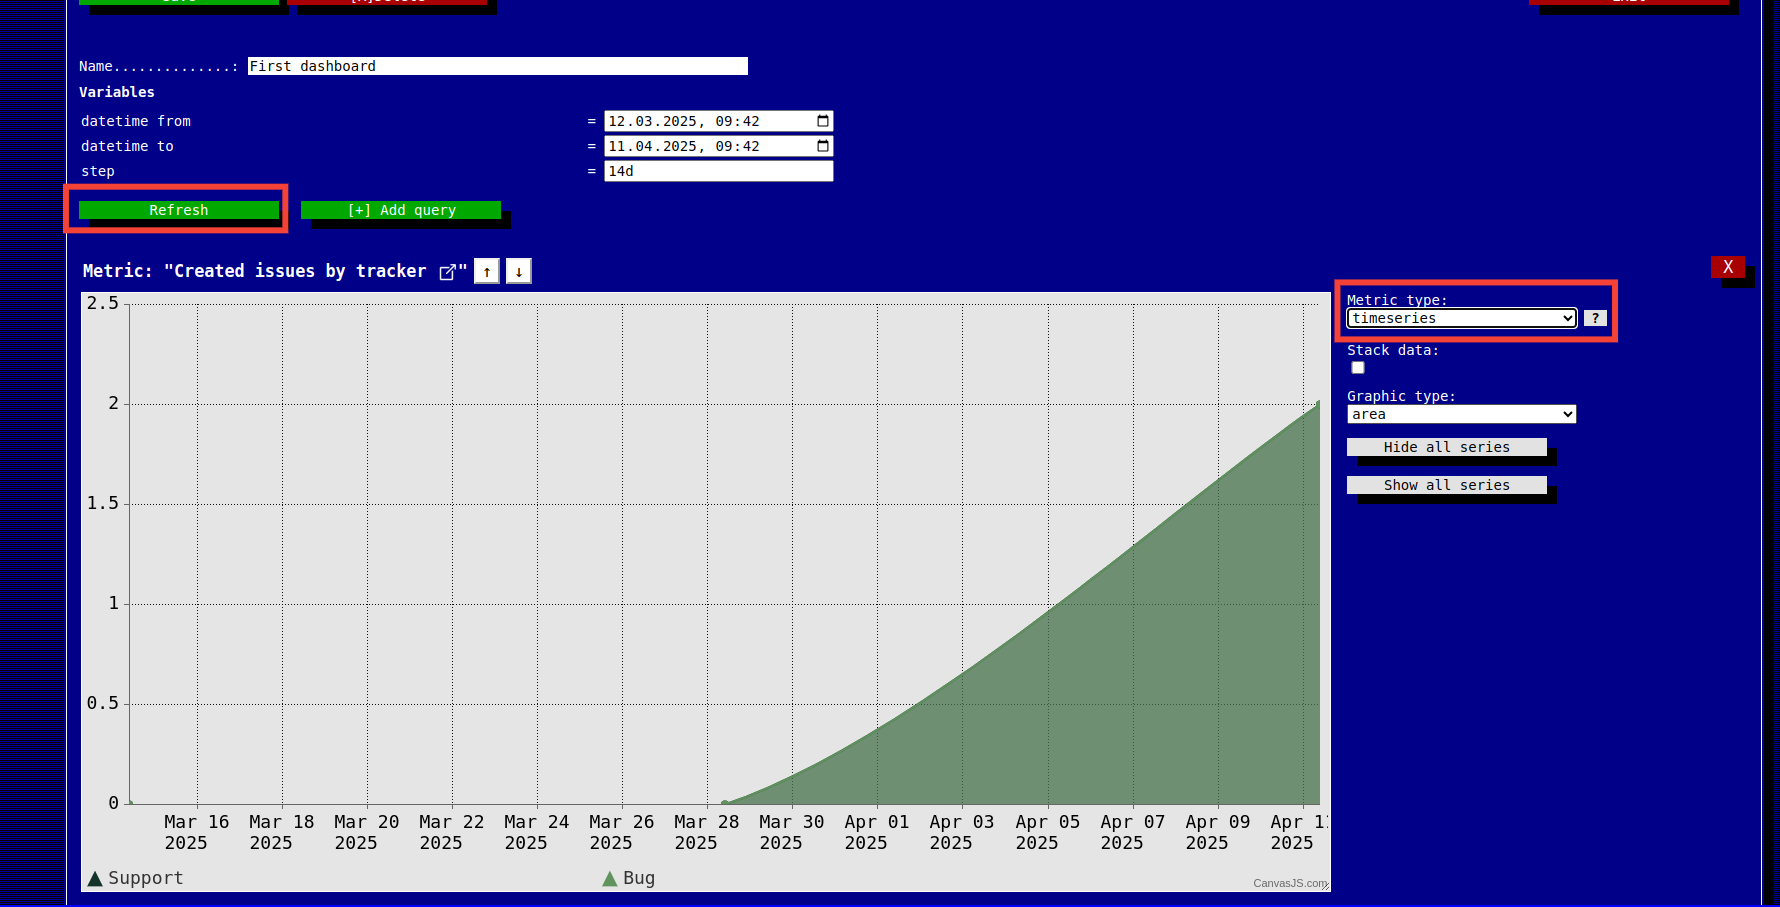 Name..............: First dashboard
Variables
datetime from = 12.03.2025, 09:42
datetime to = 11.04.2025, 09:42
step = 14d
Refresh [+] Add query
Metric: "Created issues by tracker " ↑ ↓ X
Metric type:
timeseries ?
Stack data:
Graphic type:
area
Hide all series
Show all series
2.5
2
1.5
1
0.5
0
Mar 16 Mar 18 Mar 20 Mar 22 Mar 24 Mar 26 Mar 28 Mar 30 Apr 01 Apr 03 Apr 05 Apr 07 Apr 09 Apr 1
2025 2025 2025 2025 2025 2025 2025 2025 2025 2025 2025 2025 2025 2025
Support Bug
CanvasJS.com